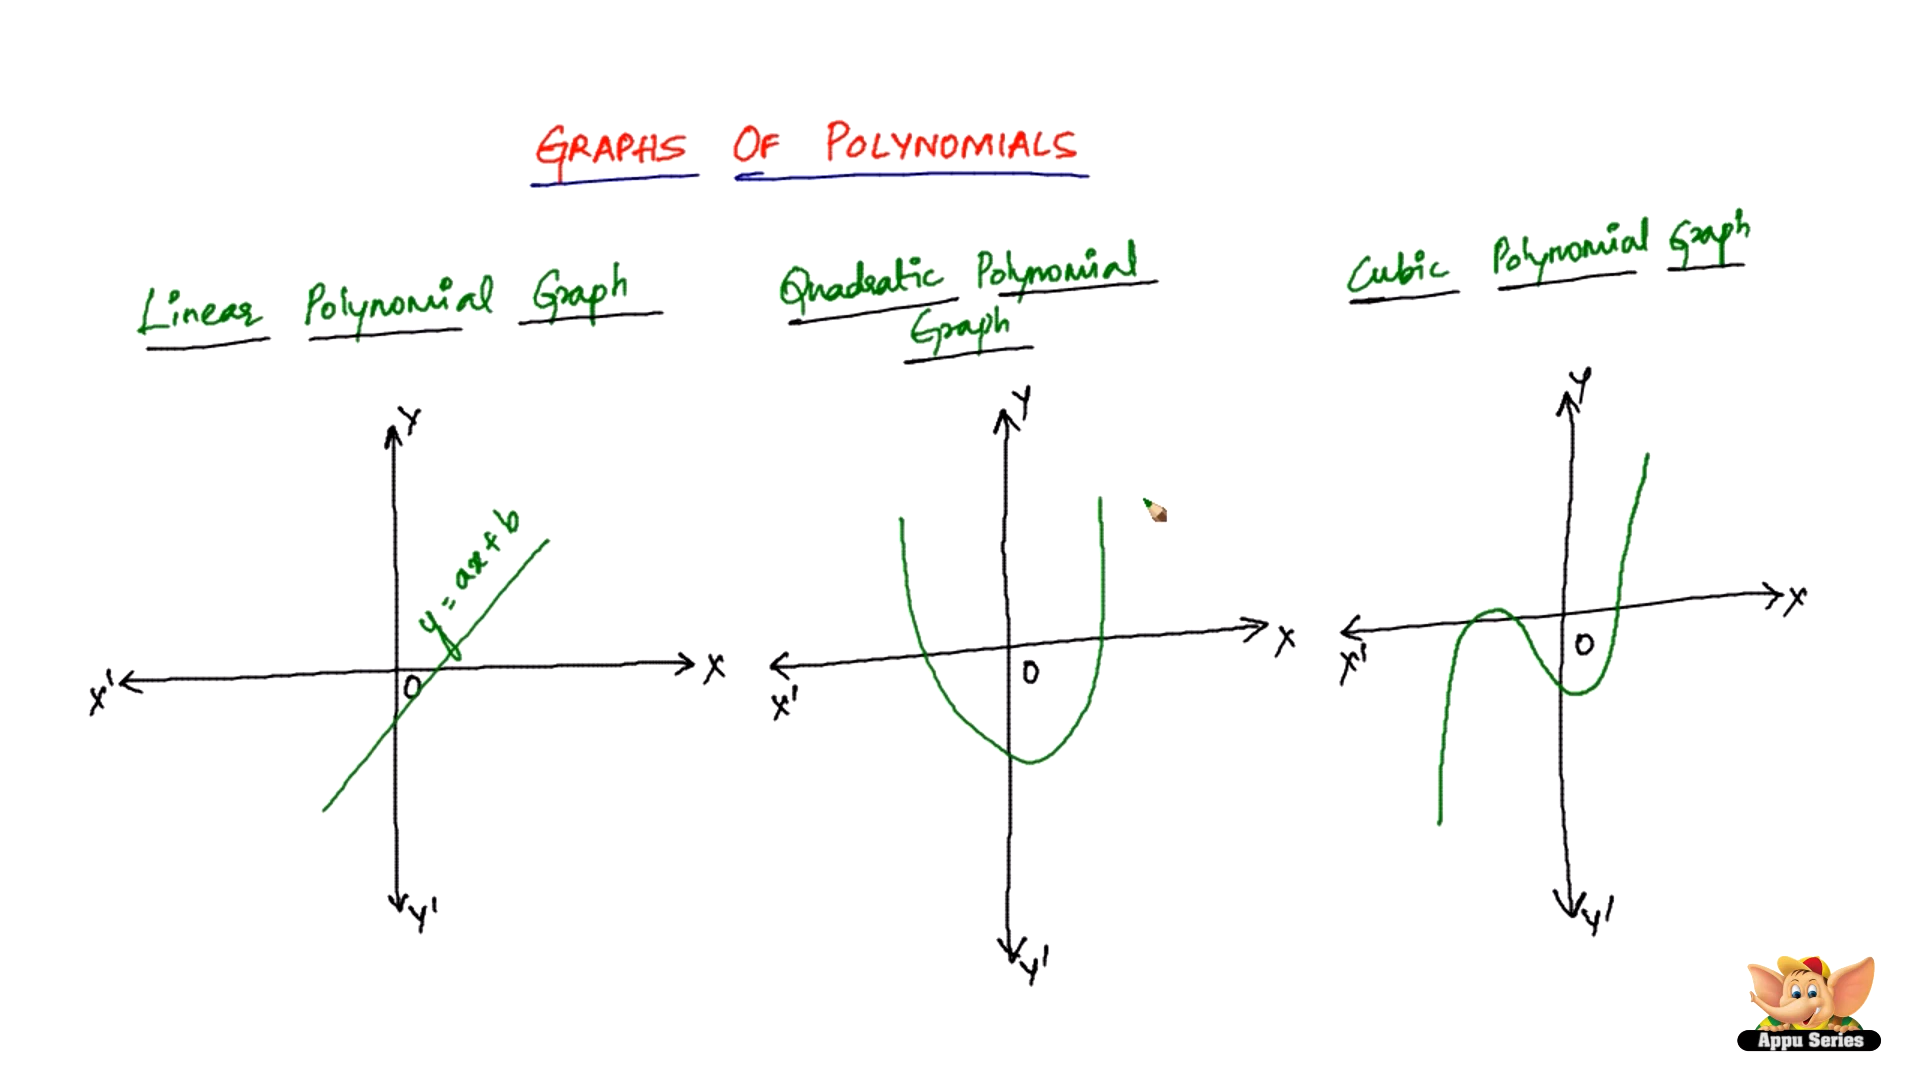 GRAPHS OF POLYNOMIALS
Linear Polynomial Graph
Quadratic Polynomial
Graph
Cubic Polynomial Graph
Y
y = ax + b
X'
O
X
Y'
Y
X'
O
X
Y'
Y
X'
O
X
Y'
Appu Series